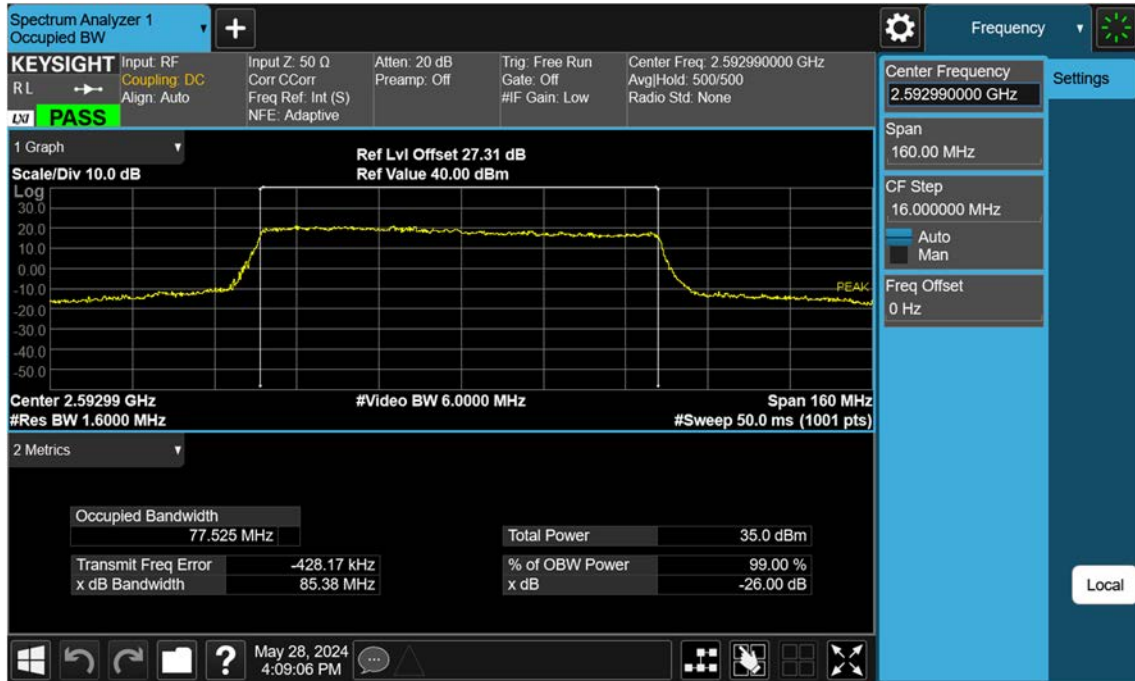 Spectrum Analyzer 1
Occupied BW
+
Frequency
KEYSIGHT
RL
LXI
PASS
Input: RF
Coupling: DC
Align: Auto
Input Z: 50 Ω
Corr CCorr
Freq Ref: Int (S)
NFE: Adaptive
Atten: 20 dB
Preamp: Off
Trig: Free Run
Gate: Off
#IF Gain: Low
Center Freq: 2.592990000 GHz
Avg|Hold: 500/500
Radio Std: None
Center Frequency
2.592990000 GHz
Settings
Span
160.00 MHz
CF Step
16.000000 MHz
Auto
Man
Freq Offset
0 Hz
Local
1 Graph
Scale/Div 10.0 dB
Ref Lvl Offset 27.31 dB
Ref Value 40.00 dBm
Log
30.0
20.0
10.0
0.00
-10.0
-20.0
-30.0
-40.0
-50.0
PEAK
Center 2.59299 GHz
#Video BW 6.0000 MHz
Span 160 MHz
#Res BW 1.6000 MHz
#Sweep 50.0 ms (1001 pts)
2 Metrics
Occupied Bandwidth
77.525 MHz
Total Power 35.0 dBm
Transmit Freq Error -428.17 kHz
% of OBW Power 99.00 %
x dB Bandwidth 85.38 MHz
x dB -26.00 dB
?
May 28, 2024
4:09:06 PM